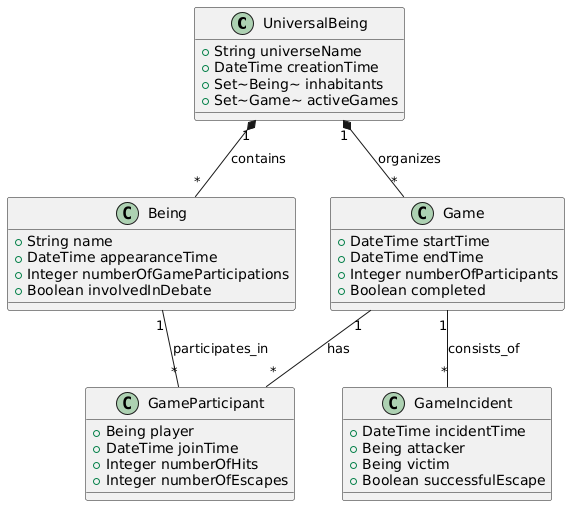 C UniversalBeing
String universeName
DateTime creationTime
Set~Being~ inhabitants
Set~Game~ activeGames
1
1
contains
organizes
*
*
C Being
String name
DateTime appearanceTime
Integer numberOfGameParticipations
Boolean involvedInDebate
C Game
DateTime startTime
DateTime endTime
Integer numberOfParticipants
Boolean completed
1
1
1
participates_in
has
consists_of
*
*
*
C GameParticipant
Being player
DateTime joinTime
Integer numberOfHits
Integer numberOfEscapes
C GameIncident
DateTime incidentTime
Being attacker
Being victim
Boolean successfulEscape